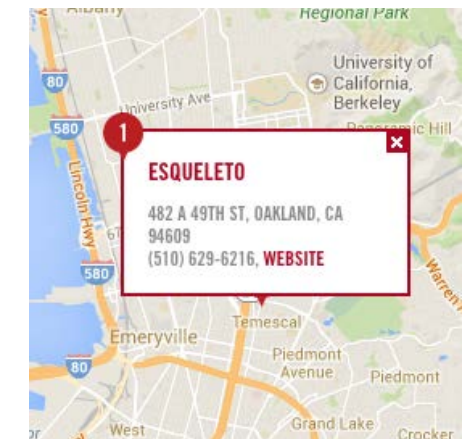 Albany
Regional Park
University of
California,
Berkeley
80
University Ave
580
1
Panoramic Hill
ESQUELETO
482 A 49TH ST, OAKLAND, CA
94609
(510) 629-6216, WEBSITE
Lincoln Hwy
580
Warren
Temescal
Emeryville
Piedmont
Avenue
80
Piedmont
Grand Lake
West
Crocker